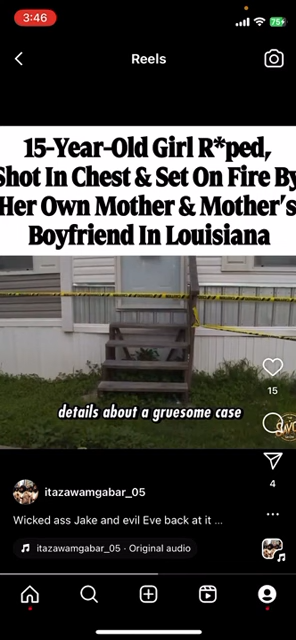 3:46
75
Reels
15-Year-Old Girl R*ped,
Shot In Chest & Set On Fire By
Her Own Mother & Mother's
Boyfriend In Louisiana
details about a gruesome case
15
4
itazawamgabar_05
Wicked ass Jake and evil Eve back at it ...
itazawamgabar_05 · Original audio